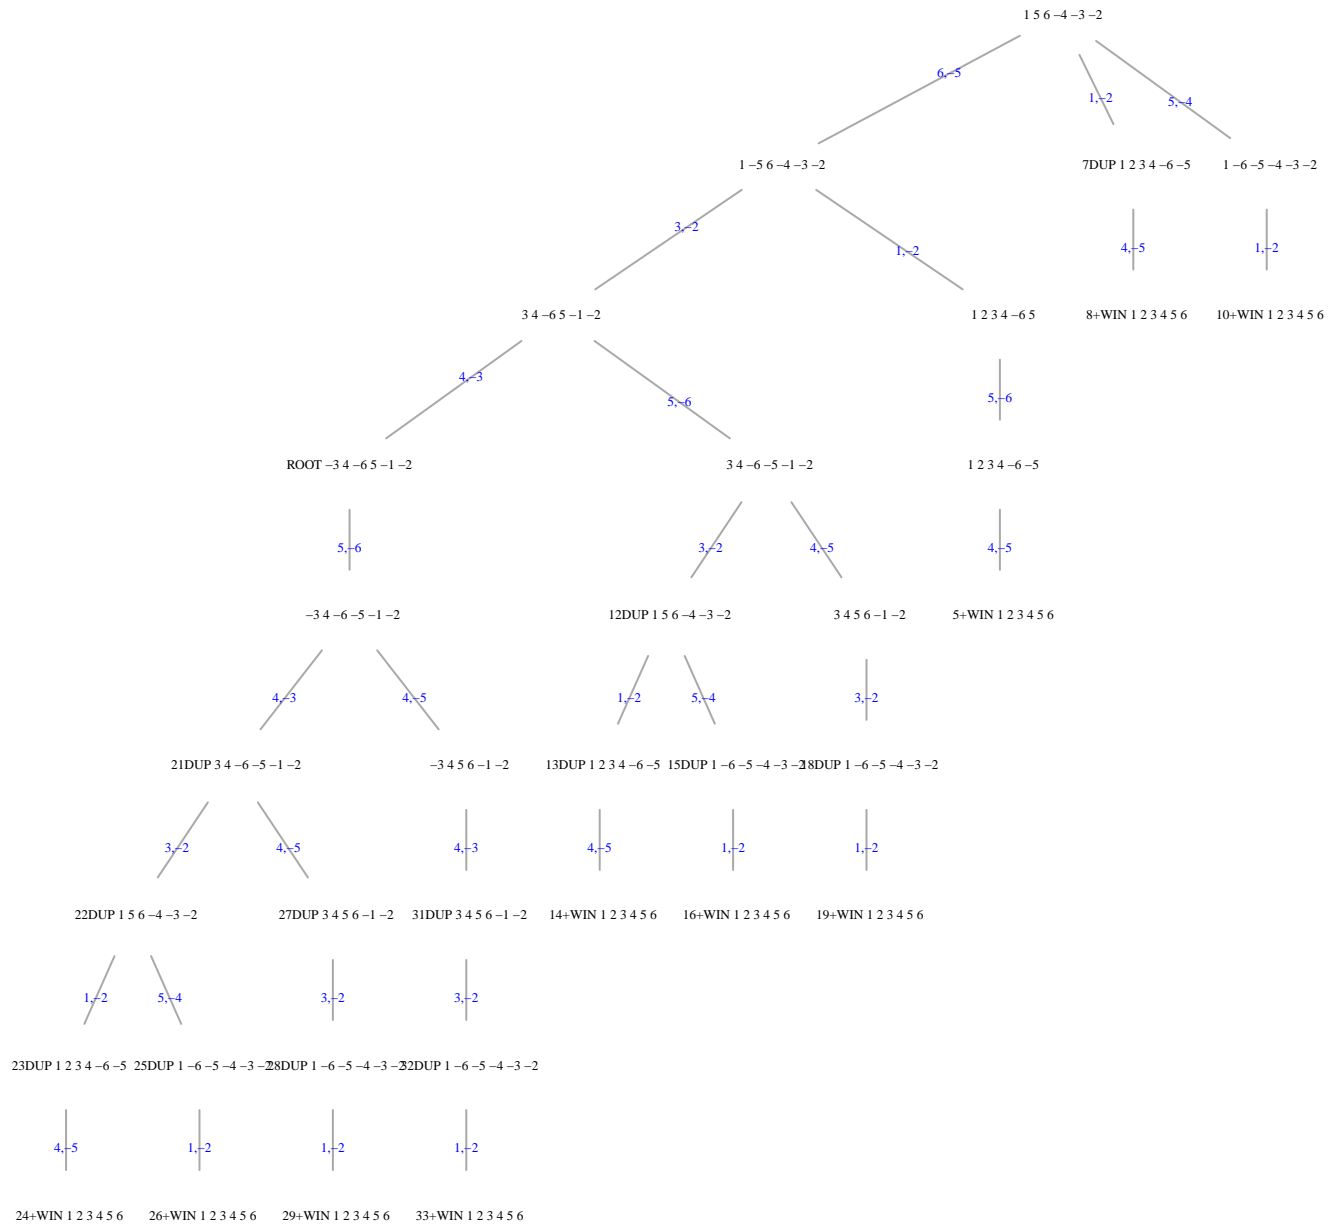 1 5 6 −4 −3 −2
6,−5
1,−2
5,−4
1 −5 6 −4 −3 −2
7DUP 1 2 3 4 −6 −5
1 −6 −5 −4 −3 −2
3,−2
1,−2
4,−5
1,−2
3 4 −6 5 −1 −2
1 2 3 4 −6 5
8+WIN 1 2 3 4 5 6
10+WIN 1 2 3 4 5 6
4,−3
5,−6
5,−6
ROOT −3 4 −6 5 −1 −2
3 4 −6 −5 −1 −2
1 2 3 4 −6 −5
5,−6
3,−2
4,−5
4,−5
−3 4 −6 −5 −1 −2
12DUP 1 5 6 −4 −3 −2
3 4 5 6 −1 −2
5+WIN 1 2 3 4 5 6
4,−3
4,−5
1,−2
5,−4
3,−2
21DUP 3 4 −6 −5 −1 −2
−3 4 5 6 −1 −2
13DUP 1 2 3 4 −6 −5
15DUP 1 −6 −5 −4 −3 −2
18DUP 1 −6 −5 −4 −3 −2
3,−2
4,−5
4,−3
4,−5
1,−2
1,−2
22DUP 1 5 6 −4 −3 −2
27DUP 3 4 5 6 −1 −2
31DUP 3 4 5 6 −1 −2
14+WIN 1 2 3 4 5 6
16+WIN 1 2 3 4 5 6
19+WIN 1 2 3 4 5 6
1,−2
5,−4
3,−2
3,−2
23DUP 1 2 3 4 −6 −5
25DUP 1 −6 −5 −4 −3 −2
28DUP 1 −6 −5 −4 −3 −2
32DUP 1 −6 −5 −4 −3 −2
4,−5
1,−2
1,−2
1,−2
24+WIN 1 2 3 4 5 6
26+WIN 1 2 3 4 5 6
29+WIN 1 2 3 4 5 6
33+WIN 1 2 3 4 5 6